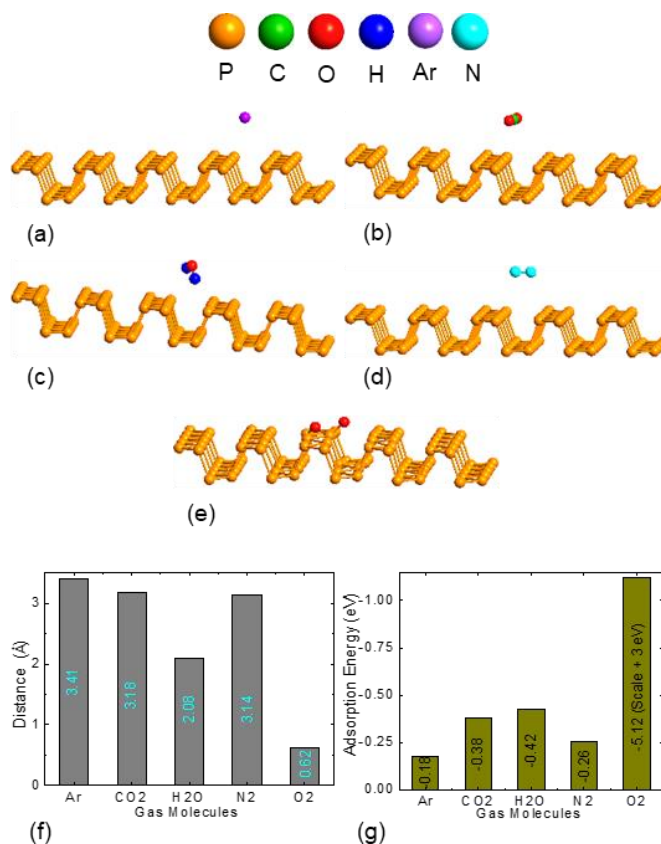 P C O H Ar N
(a)
(b)
(c)
(d)
(e)
Distance (Å)
3
2
1
0
3.41
3.18
2.08
3.14
0.62
Ar CO2 H2O N2 O2
Gas Molecules
(f)
Adsorption Energy (eV)
-1.00
-0.75
-0.50
-0.25
0.00
-0.18
-0.38
-0.42
-0.26
-5.12 (Scale + 3 eV)
Ar CO2 H2O N2 O2
Gas Molecules
(g)